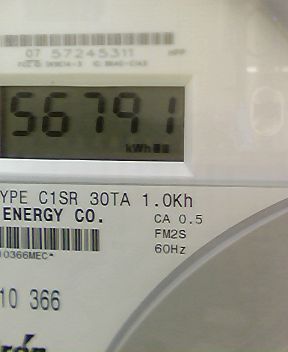 07 57245311
56791
kWh
YPE C1SR 30TA 1.0Kh
ENERGY CO.
CA 0.5
FM2S
60Hz
10366MEC*
10 366
rón